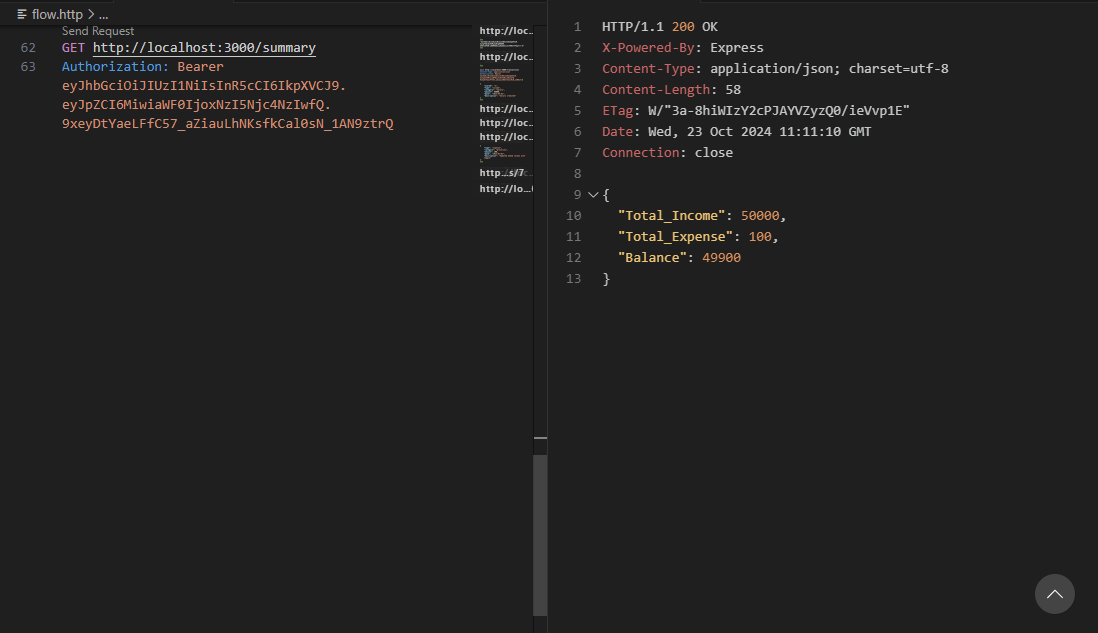 flow.http > ...
Send Request
62 GET http://localhost:3000/summary
63 Authorization: Bearer
eyJhbGciOiJIUzI1NiIsInR5cCI6IkpXVCJ9.
eyJpZCI6MiwiaWF0IjoxNzI5Njc4NzIwfQ.
9xeyDtYaeLFfC57_aZiauLhNKsfkCal0sN_1AN9ztrQ
http://loc...
http://loc...
http://loc...
http://loc...
http://loc...
http://lo...
1 HTTP/1.1 200 OK
2 X-Powered-By: Express
3 Content-Type: application/json; charset=utf-8
4 Content-Length: 58
5 ETag: W/"3a-8hiWIzY2cPJAYVZyzQ0/ieVvp1E"
6 Date: Wed, 23 Oct 2024 11:11:10 GMT
7 Connection: close
8
9 {
10 "Total_Income": 50000,
11 "Total_Expense": 100,
12 "Balance": 49900
13 }